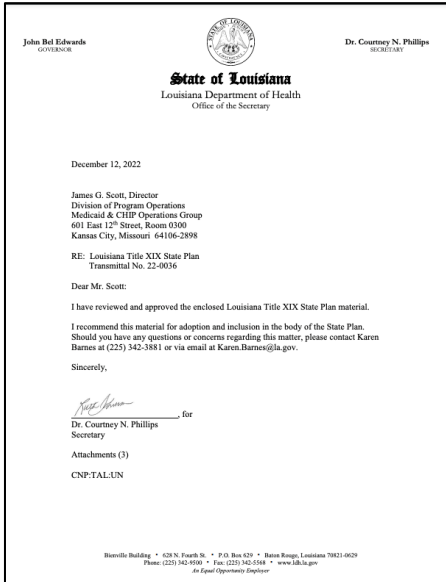 John Bel Edwards
GOVERNOR
STATE OF LOUISIANA
Dr. Courtney N. Phillips
SECRETARY
State of Louisiana
Louisiana Department of Health
Office of the Secretary
December 12, 2022
James G. Scott, Director
Division of Program Operations
Medicaid & CHIP Operations Group
601 East 12th Street, Room 0300
Kansas City, Missouri 64106-2898
RE: Louisiana Title XIX State Plan
Transmittal No. 22-0036
Dear Mr. Scott:
I have reviewed and approved the enclosed Louisiana Title XIX State Plan material.
I recommend this material for adoption and inclusion in the body of the State Plan.
Should you have any questions or concerns regarding this matter, please contact Karen
Barnes at (225) 342-3881 or via email at Karen.Barnes@la.gov.
Sincerely,
, for
Dr. Courtney N. Phillips
Secretary
Attachments (3)
CNP:TAL:UN
Bienville Building • 628 N. Fourth St. • P.O. Box 629 • Baton Rouge, Louisiana 70821-0629
Phone: (225) 342-9500 • Fax: (225) 342-5568 • www.ldh.la.gov
An Equal Opportunity Employer